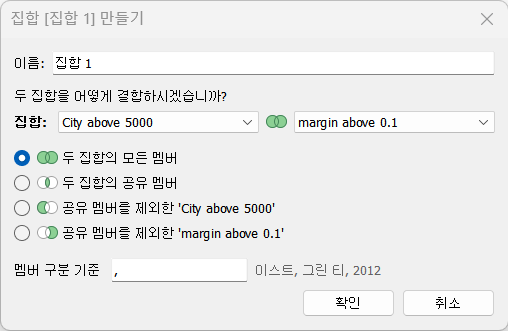 집합 [집합 1] 만들기
이름: 집합 1
두 집합을 어떻게 결합하시겠습니까?
집합: City above 5000 margin above 0.1
두 집합의 모든 멤버
두 집합의 공유 멤버
공유 멤버를 제외한 'City above 5000'
공유 멤버를 제외한 'margin above 0.1'
멤버 구분 기준 , 이스트, 그린 티, 2012
확인 취소